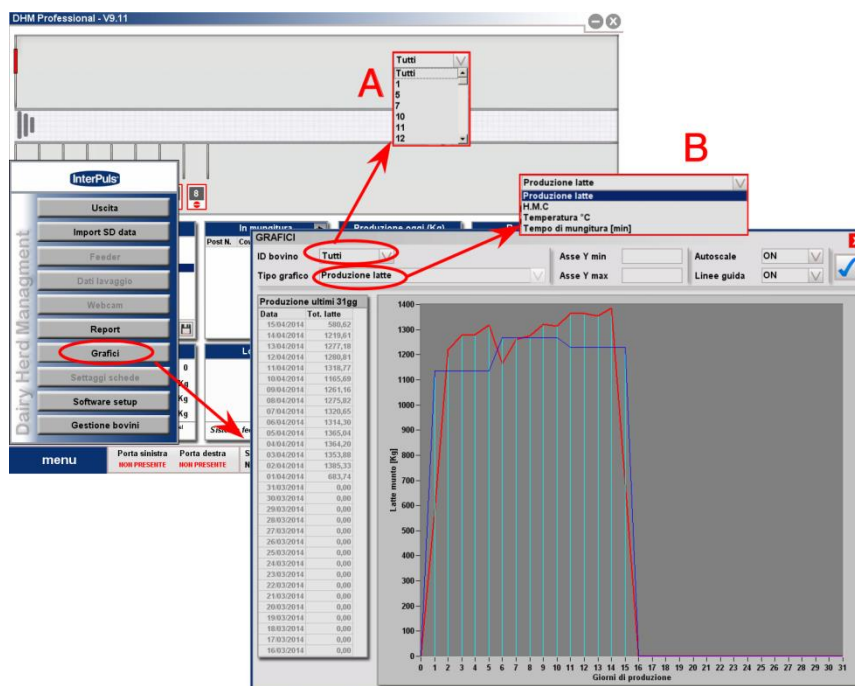 DHM Professional - V9.11
Tutti
Tutti
1
5
7
10
11
12
A
B
Produzione latte
Produzione latte
H.M.C
Temperatura °C
Tempo di mungitura [min]
InterPuls
Dairy Herd Managment
Uscita
Import SD data
Feeder
Dati lavaggio
Webcam
Report
Grafici
Settaggi schede
Software setup
Gestione bovini
8
In mungitura
Produzione oggi (Kg)
Post N.
0
Kg
Kg
Kg
menu
Porta sinistra
NON PRESENTE
Porta destra
NON PRESENTE
GRAFICI
ID bovino
Tutti
Tipo grafico
Produzione latte
Asse Y min
Asse Y max
Autoscale
ON
Linee guida
ON
Produzione ultimi 31gg
Data Tot. latte
15/04/2014 580,62
14/04/2014 1219,61
13/04/2014 1277,18
12/04/2014 1280,81
11/04/2014 1318,77
10/04/2014 1165,69
09/04/2014 1261,16
08/04/2014 1275,82
07/04/2014 1320,65
06/04/2014 1314,30
05/04/2014 1365,04
04/04/2014 1364,20
03/04/2014 1353,88
02/04/2014 1385,33
01/04/2014 683,74
31/03/2014 0,00
30/03/2014 0,00
29/03/2014 0,00
28/03/2014 0,00
27/03/2014 0,00
26/03/2014 0,00
25/03/2014 0,00
24/03/2014 0,00
23/03/2014 0,00
22/03/2014 0,00
21/03/2014 0,00
20/03/2014 0,00
19/03/2014 0,00
18/03/2014 0,00
17/03/2014 0,00
16/03/2014 0,00
Latte munto [Kg]
1400
1300
1200
1100
1000
900
800
700
600
500
400
300
200
100
0
0 1 2 3 4 5 6 7 8 9 10 11 12 13 14 15 16 17 18 19 20 21 22 23 24 25 26 27 28 29 30 31
Giorni di produzione